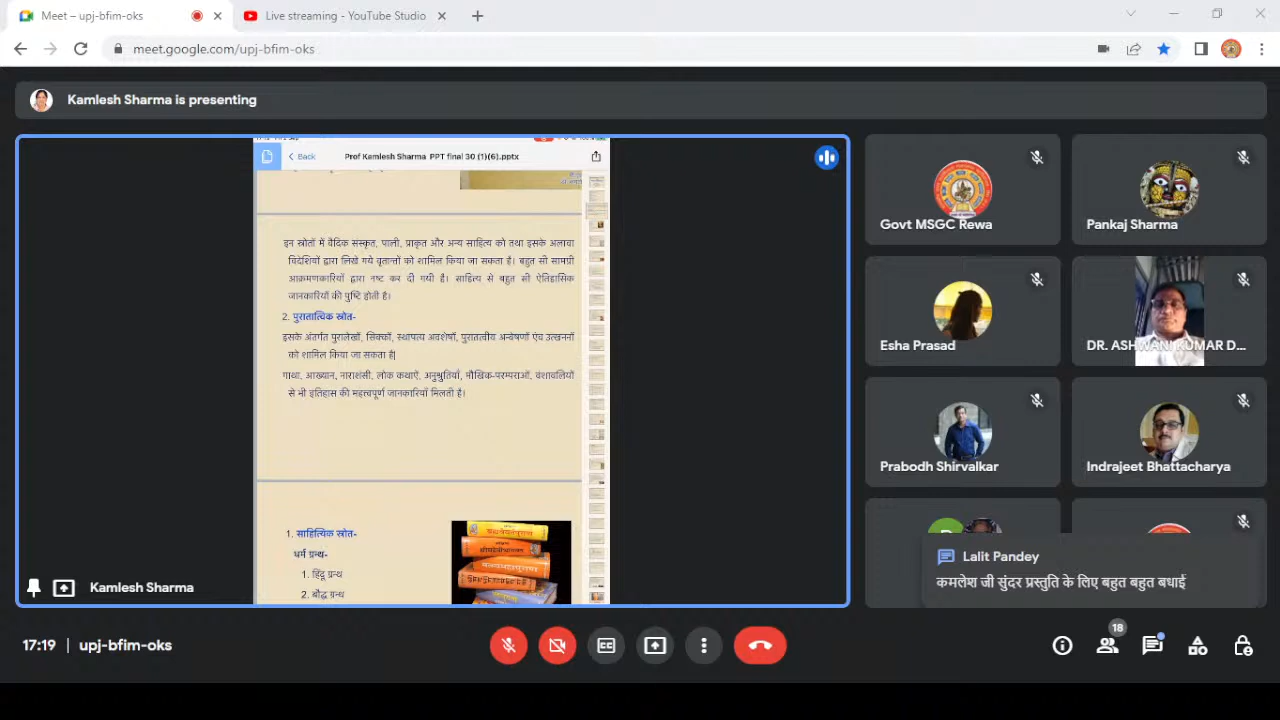 Meet – upj-bfim-oks
Live streaming - YouTube Studio
meet.google.com/upj-bfim-oks
Kamlesh Sharma is presenting
Back
Prof Kamlesh Sharma PPT final 30 (1)(6).pptx
इन स्रोतों में वैदिक संस्कृत, पाली, प्राकृत और अन्य साहित्य को तथा इसके अलावा
विदेशियों द्वारा लिखे गये वृतान्तों को शामिल किया जा सकता है। बहुत सी सामग्री
आक्रमणकारियों द्वारा नष्ट कर दी गयी है। साहित्य से बहुत सी ऐतिहासिक
जानकारियों की पुष्टि होती है।
2. पुरातात्विक स्रोत-
इसके अंतर्गत पुरालेखों, सिक्कों, स्थापत्य अवशेषों, पुरातत्वीय अन्वेषणों एंव उत्खननों
को शामिल किया जा सकता है
गाथा, आख्यान, नाराशंसी, लोक कथाऐं, अनुश्रुतियाँ, मौखिक-परम्पराओं, वंशावलियों
से भी इतिहास की महत्वपूर्ण जानकारियाँ मिलती है।
1. साहित्यिक स्रोत-
धर्म ग्रन्थ-
1. हिंदू ग्रन्थ
2. बौद्ध ग्रन्थ
Kamlesh Sharma
Govt MSGC Rewa
Pankaj Sharma
Esha Prasad
DR. ASHWANI KUMAR D...
Prabodh Shirvalkar
Indrajeet Bhattacharya
Lalit Pandey
कमलेश जी सुंदर प्रस्तुति के लिए बहुत बहुत बधाई
17:19 | upj-bfim-oks
18